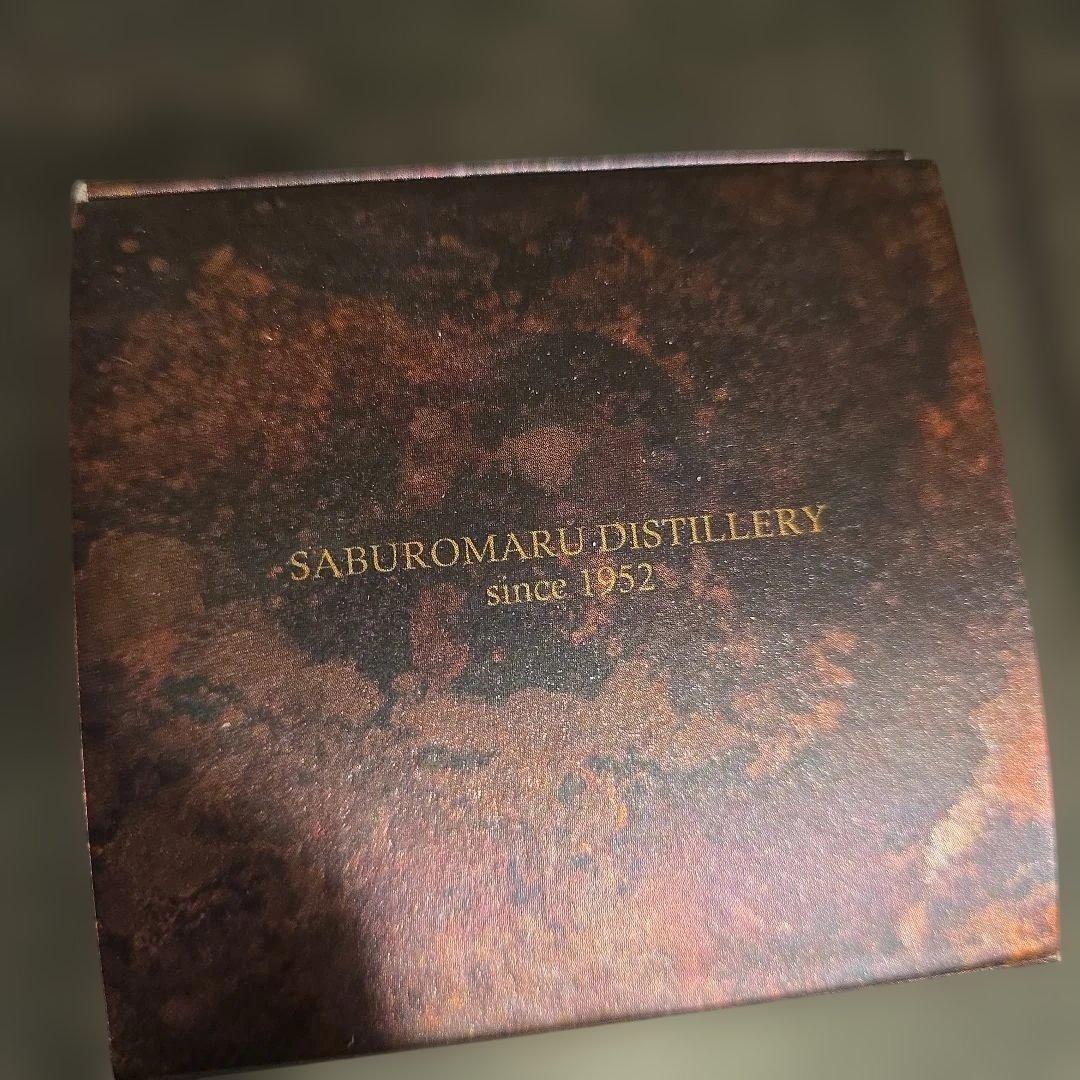 SABUROMARU DISTILLERY
since 1952